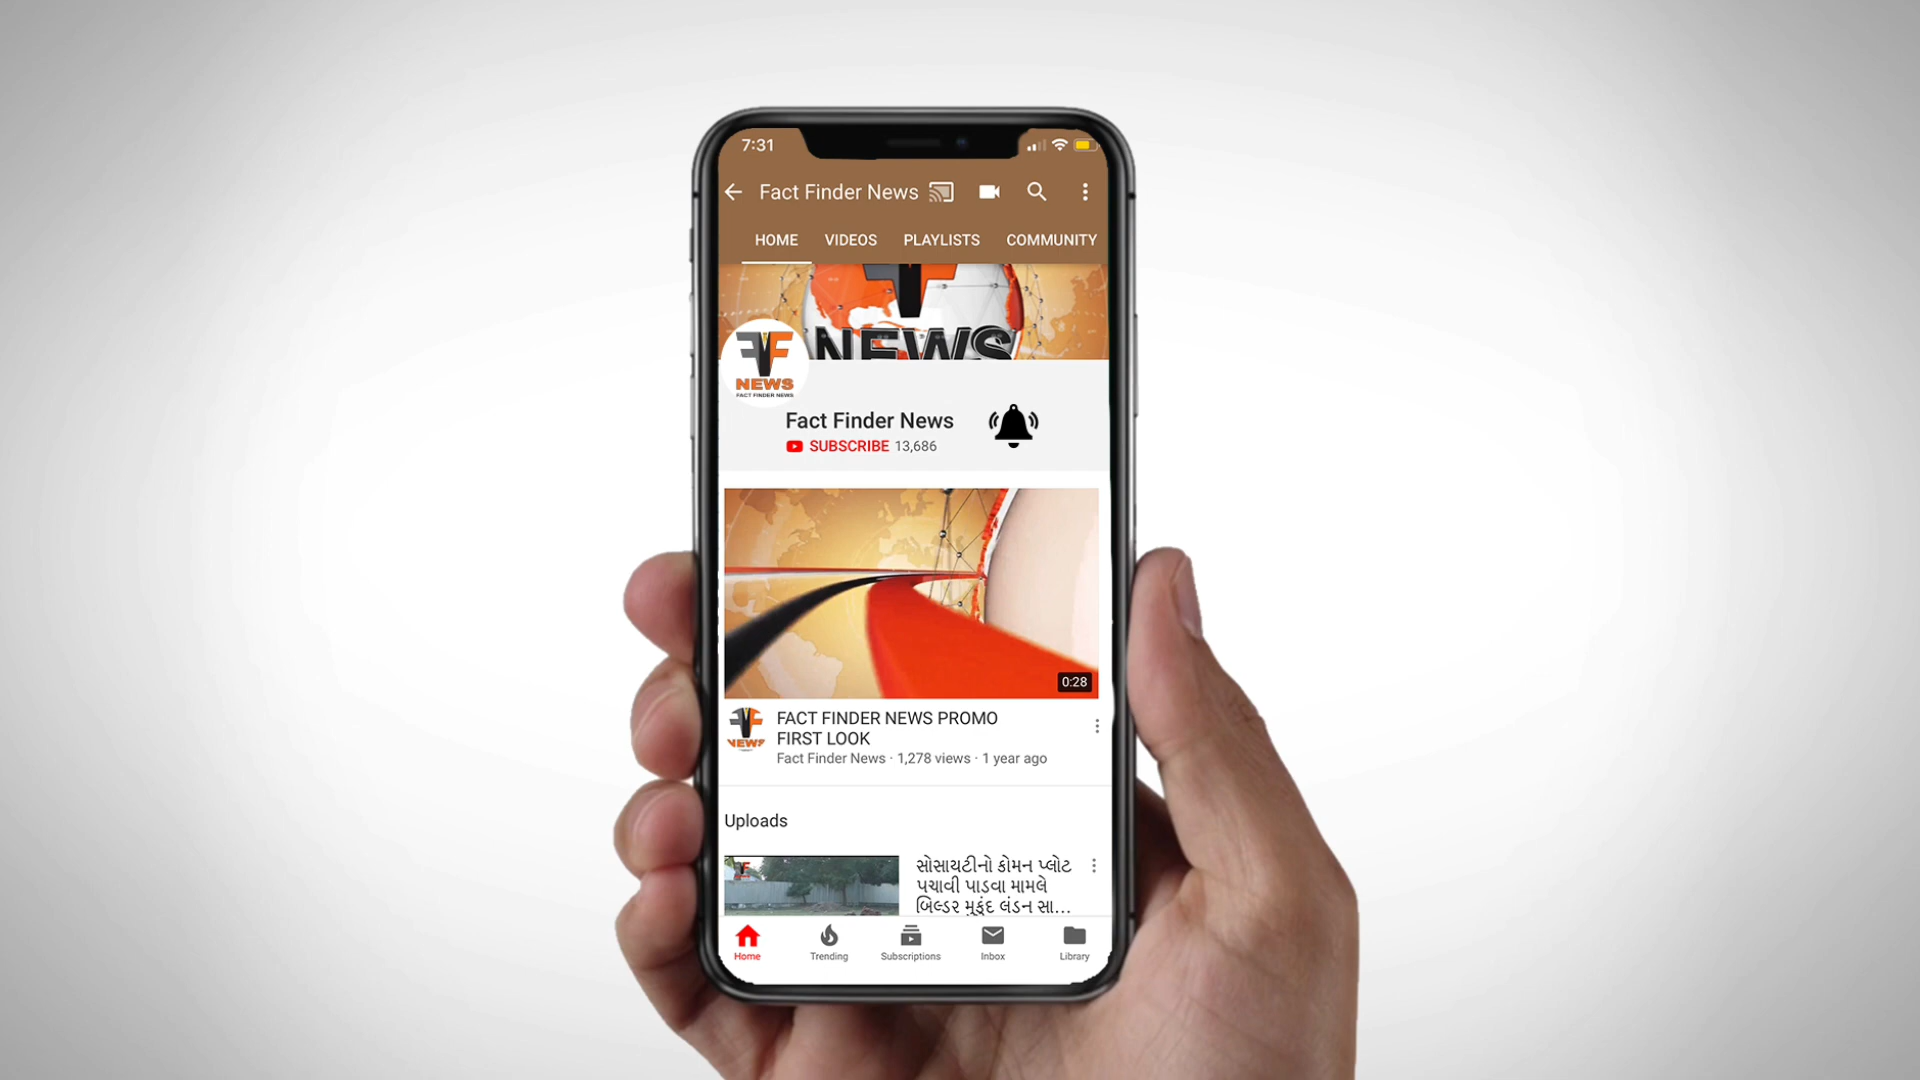 7:31
Fact Finder News
HOME VIDEOS PLAYLISTS COMMUNITY
NEWS
FF
NEWS
FACT FINDER NEWS
Fact Finder News
SUBSCRIBE 13,686
0:28
NEWS
FACT FINDER NEWS PROMO
FIRST LOOK
Fact Finder News · 1,278 views · 1 year ago
Uploads
સોસાયટીનો કોમન પ્લોટ
પચાવી પાડવા મામલે
બિલ્ડર મુકુંદ લંડન સા...
Home Trending Subscriptions Inbox Library